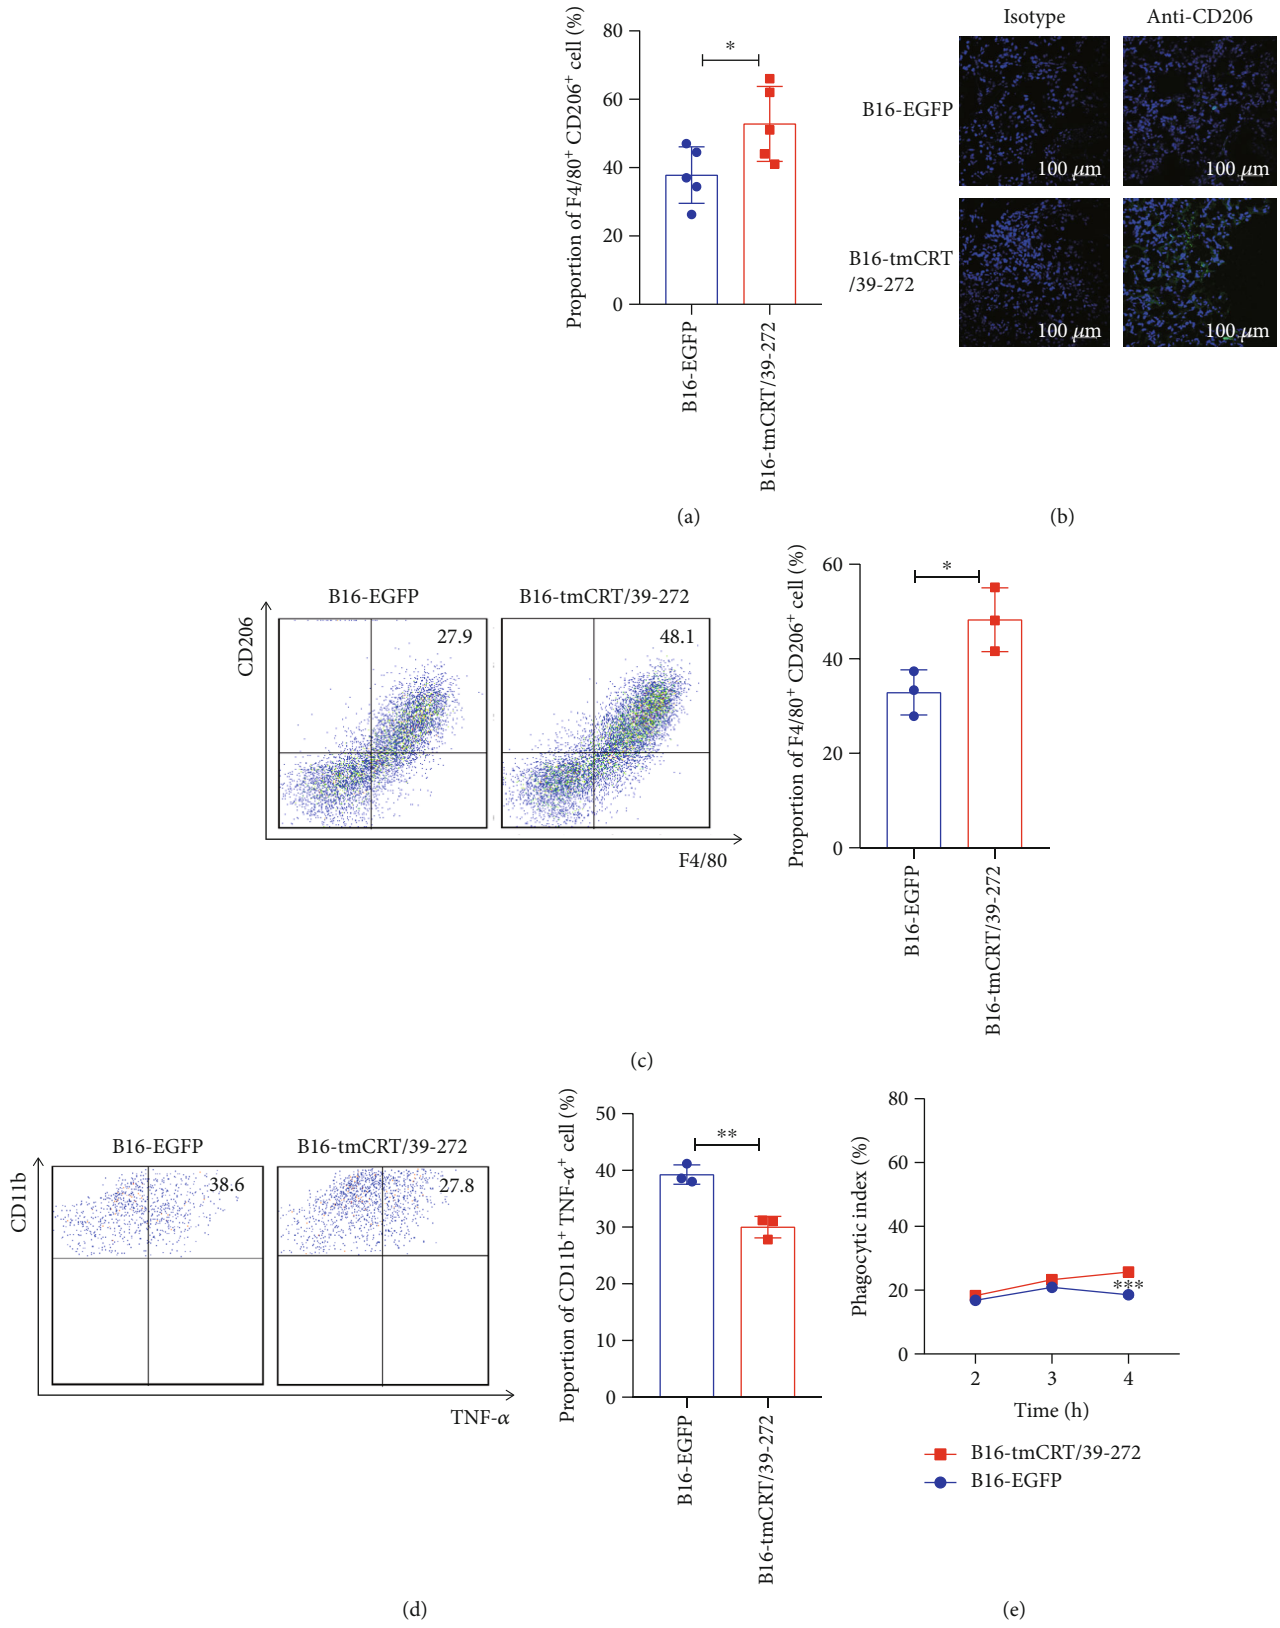 Proportion of F4/80⁺ CD206⁺ cell (%)
80
60
40
20
0
*
B16-EGFP
B16-tmCRT/39-272
(a)
Isotype
Anti-CD206
B16-EGFP
100 μm
100 μm
B16-tmCRT
/39-272
100 μm
100 μm
(b)
B16-EGFP
B16-tmCRT/39-272
CD206
27.9
48.1
F4/80
Proportion of F4/80⁺ CD206⁺ cell (%)
60
40
20
0
*
B16-EGFP
B16-tmCRT/39-272
(c)
B16-EGFP
B16-tmCRT/39-272
CD11b
38.6
27.8
TNF-α
Proportion of CD11b⁺ TNF-α⁺ cell (%)
50
40
30
20
10
0
**
B16-EGFP
B16-tmCRT/39-272
(d)
Phagocytic index (%)
80
60
40
20
0
***
2
3
4
Time (h)
B16-tmCRT/39-272
B16-EGFP
(e)